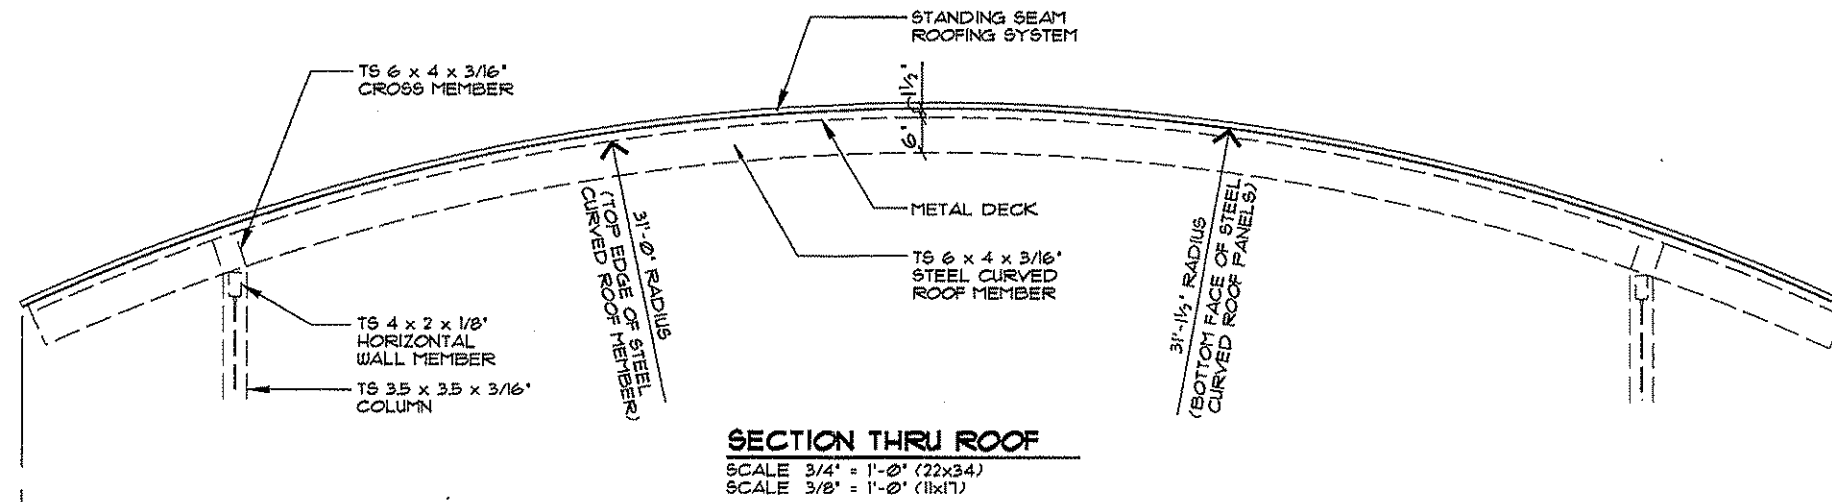 STANDING SEAM
ROOFING SYSTEM
TS 6 x 4 x 3/16"
CROSS MEMBER
1½"
6"
METAL DECK
TS 6 x 4 x 3/16"
STEEL CURVED
ROOF MEMBER
31'-0" RADIUS
(TOP EDGE OF STEEL
CURVED ROOF MEMBER)
31'-1½" RADIUS
(BOTTOM FACE OF STEEL
CURVED ROOF PANELS)
TS 4 x 2 x 1/8"
HORIZONTAL
WALL MEMBER
TS 3.5 x 3.5 x 3/16"
COLUMN
SECTION THRU ROOF
SCALE 3/4" = 1'-0" (22x34)
SCALE 3/8" = 1'-0" (11x17)